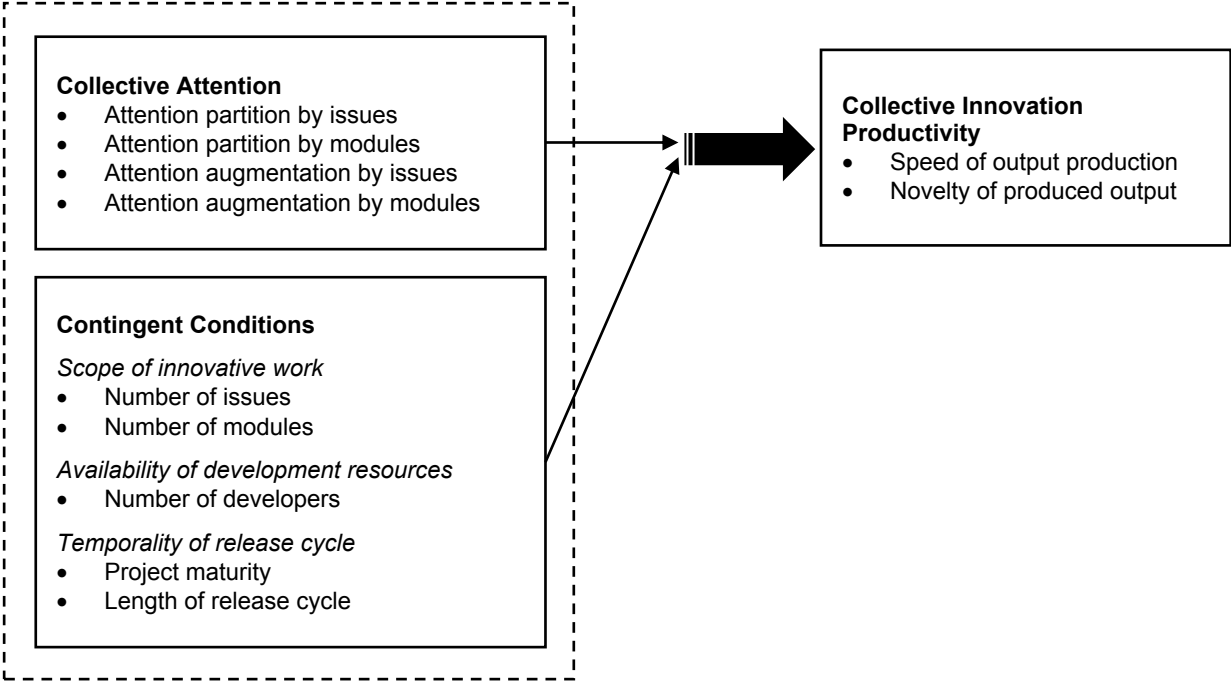 Collective Attention
• Attention partition by issues
• Attention partition by modules
• Attention augmentation by issues
• Attention augmentation by modules
Contingent Conditions
Scope of innovative work
• Number of issues
• Number of modules
Availability of development resources
• Number of developers
Temporality of release cycle
• Project maturity
• Length of release cycle
Collective Innovation
Productivity
• Speed of output production
• Novelty of produced output